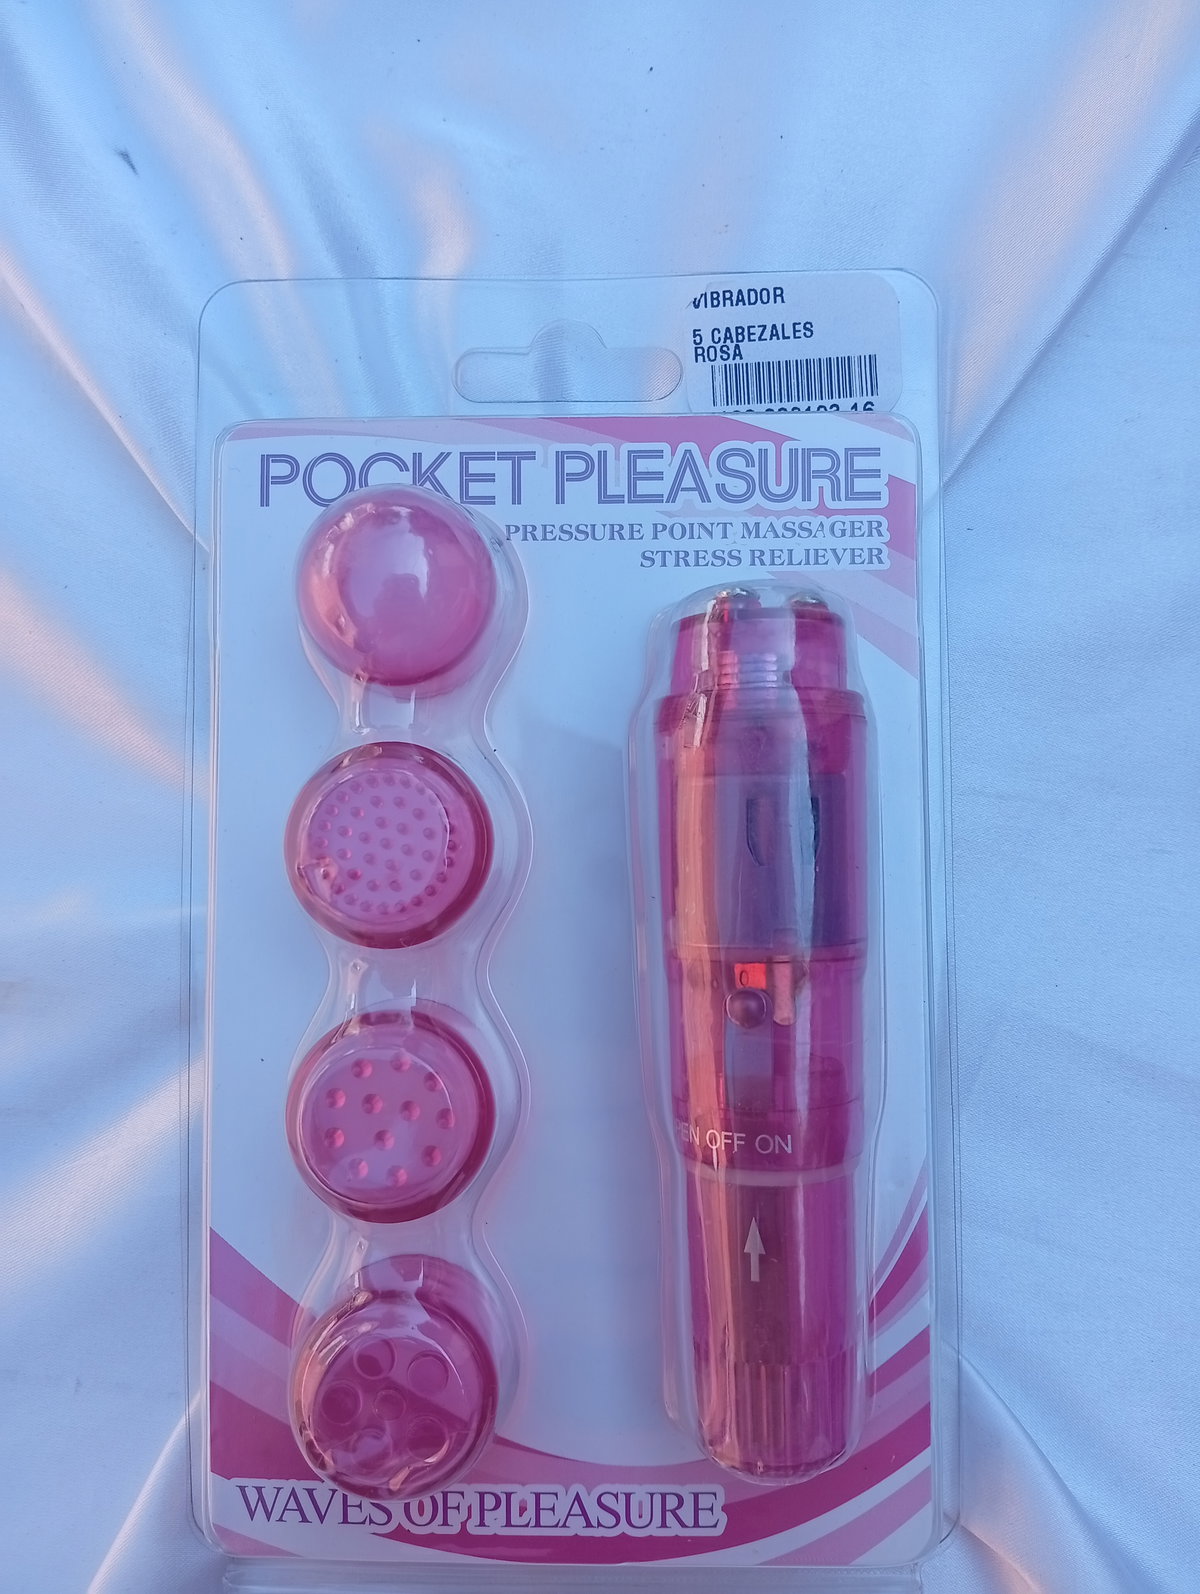 VIBRADOR
5 CABEZALES
ROSA
POCKET PLEASURE
PRESSURE POINT MASSAGER
STRESS RELIEVER
OFF ON
WAVES OF PLEASURE